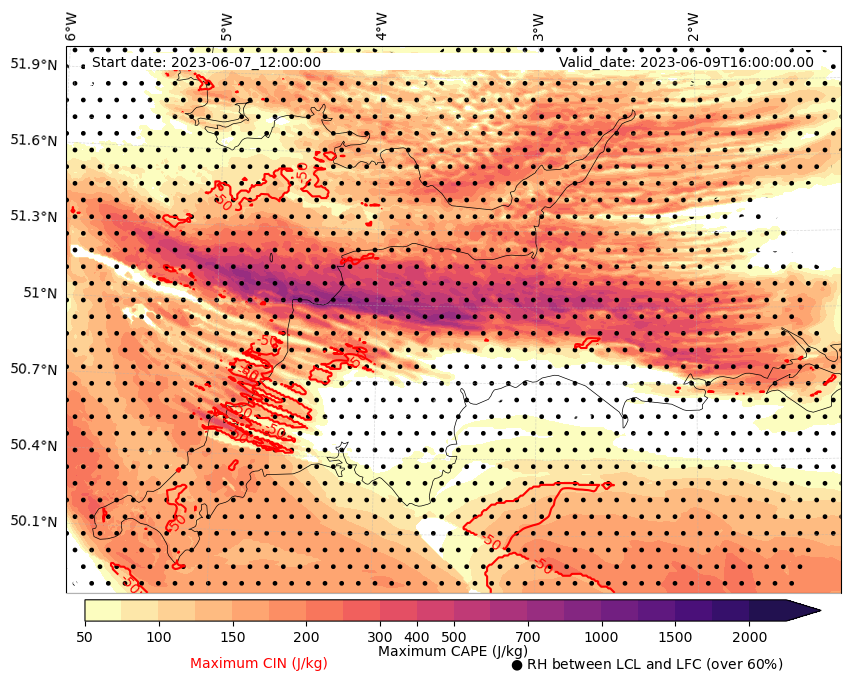 6°W 5°W 4°W 3°W 2°W
Start date: 2023-06-07_12:00:00 Valid_date: 2023-06-09T16:00:00.00
51.9°N
51.6°N
51.3°N
51°N
50.7°N
50.4°N
50.1°N
-50
-50
-50
-50
-50
-50
-50
-50
-50
50 100 150 200 300 400 500 700 1000 1500 2000
Maximum CAPE (J/kg)
Maximum CIN (J/kg)
● RH between LCL and LFC (over 60%)